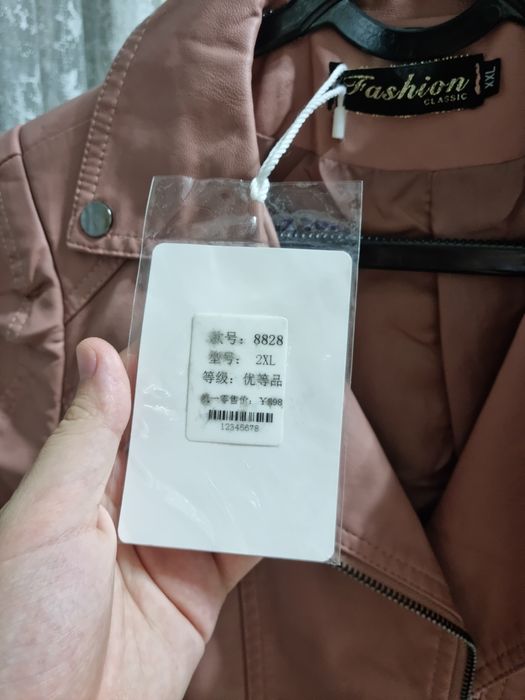 Fashion
CLASSIC
XXL
款号: 8828
型号: 2XL
等级: 优等品
统一零售价: ¥898
12345678